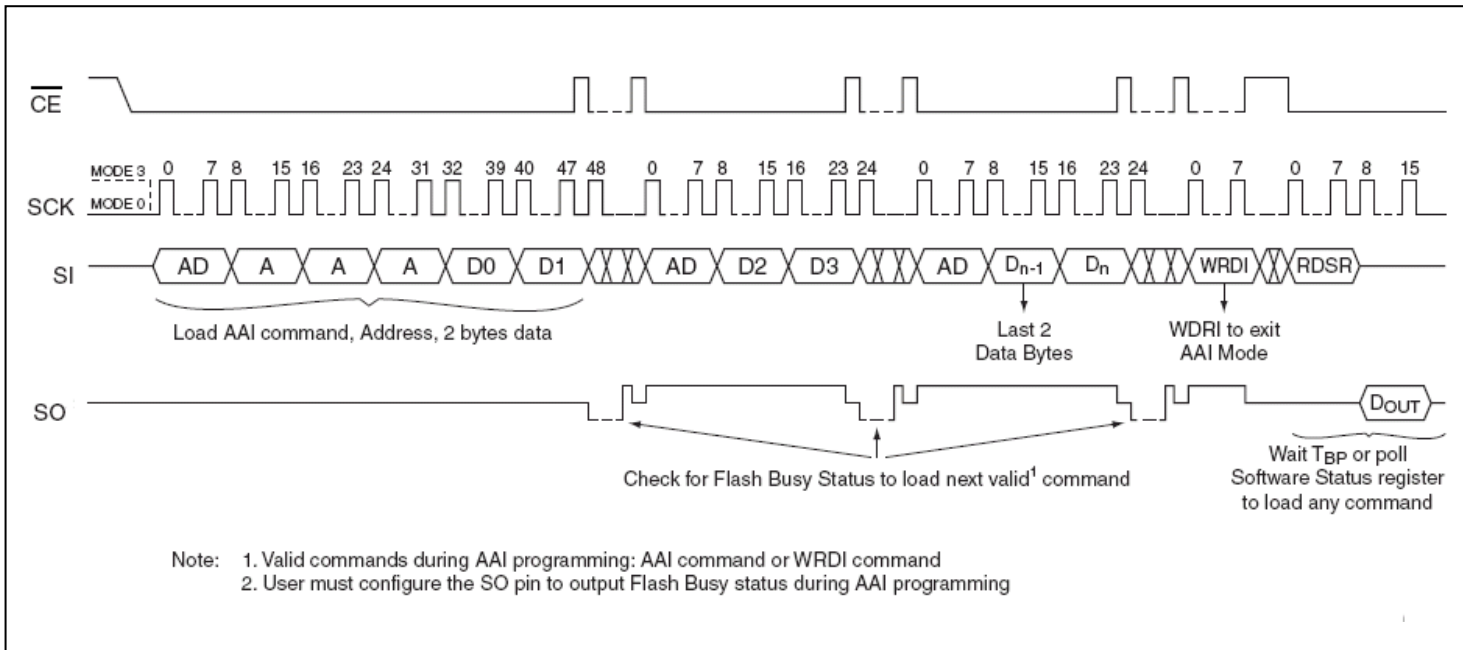 CE
MODE 3 0 7 8 15 16 23 24 31 32 39 40 47 48 0 7 8 15 16 23 24 0 7 8 15 16 23 24 0 7 0 7 8 15
SCK MODE 0
SI AD A A A D0 D1 AD D2 D3 AD Dn-1 Dn WRDI RDSR
Load AAI command, Address, 2 bytes data
Last 2
Data Bytes
WDRI to exit
AAI Mode
SO DOUT
Check for Flash Busy Status to load next valid1 command
Wait TBP or poll
Software Status register
to load any command
Note: 1. Valid commands during AAI programming: AAI command or WRDI command
2. User must configure the SO pin to output Flash Busy status during AAI programming